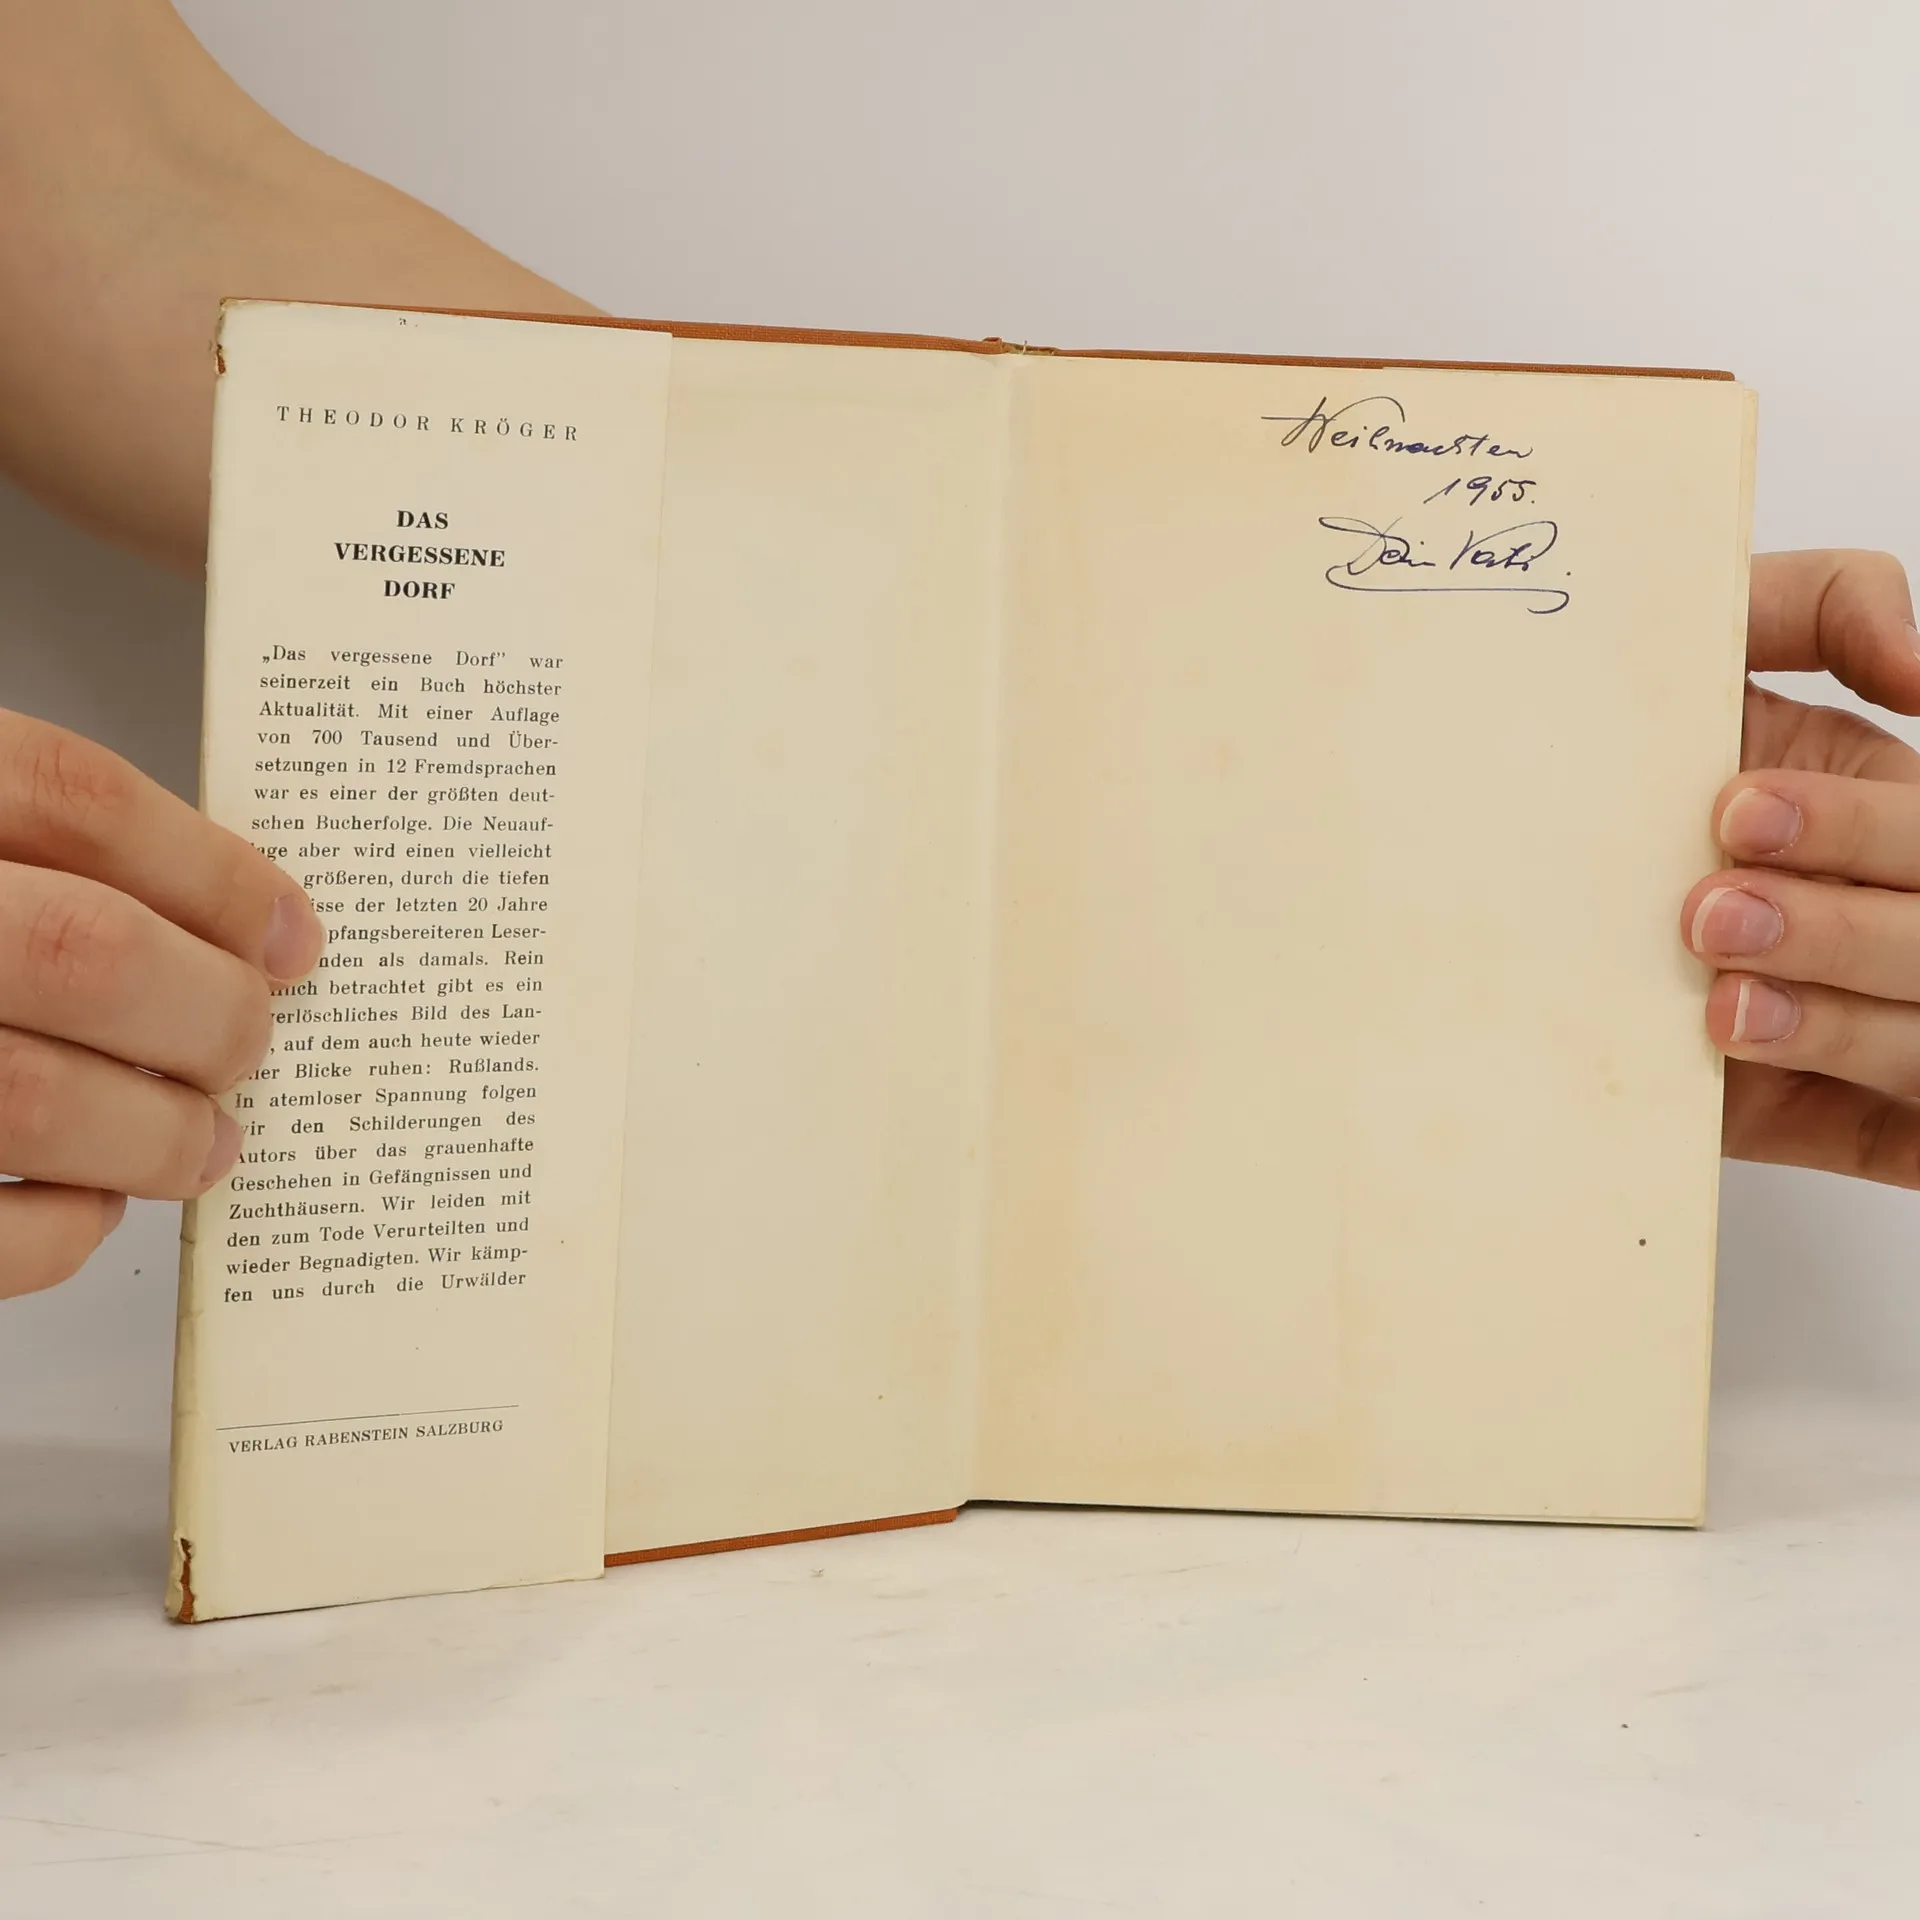 THEODOR KRÖGER
DAS
VERGESSENE
DORF
„Das vergessene Dorf” war
seinerzeit ein Buch höchster
Aktualität. Mit einer Auflage
von 700 Tausend und Über-
setzungen in 12 Fremdsprachen
war es einer der größten deut-
schen Bucherfolge. Die Neuauf-
age aber wird einen vielleicht
größeren, durch die tiefen
isse der letzten 20 Jahre
pfangsbereiteren Leser-
nden als damals. Rein
lich betrachtet gibt es ein
verlöschliches Bild des Lan-
, auf dem auch heute wieder
ller Blicke ruhen: Rußlands.
In atemloser Spannung folgen
wir den Schilderungen des
Autors über das grauenhafte
Geschehen in Gefängnissen und
Zuchthäusern. Wir leiden mit
den zum Tode Verurteilten und
wieder Begnadigten. Wir kämp-
fen uns durch die Urwälder
VERLAG RABENSTEIN SALZBURG
Weihnachten
1955.
Dein Vati.